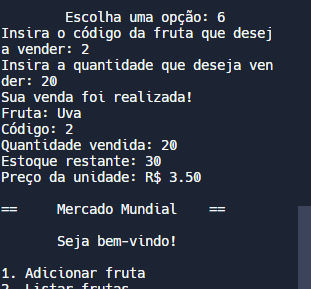 Escolha uma opção: 6
Insira o código da fruta que desej
a vender: 2
Insira a quantidade que deseja ven
der: 20
Sua venda foi realizada!
Fruta: Uva
Código: 2
Quantidade vendida: 20
Estoque restante: 30
Preço da unidade: R$ 3.50
==     Mercado Mundial    ==
Seja bem-vindo!
1. Adicionar fruta
2. Listar frutas